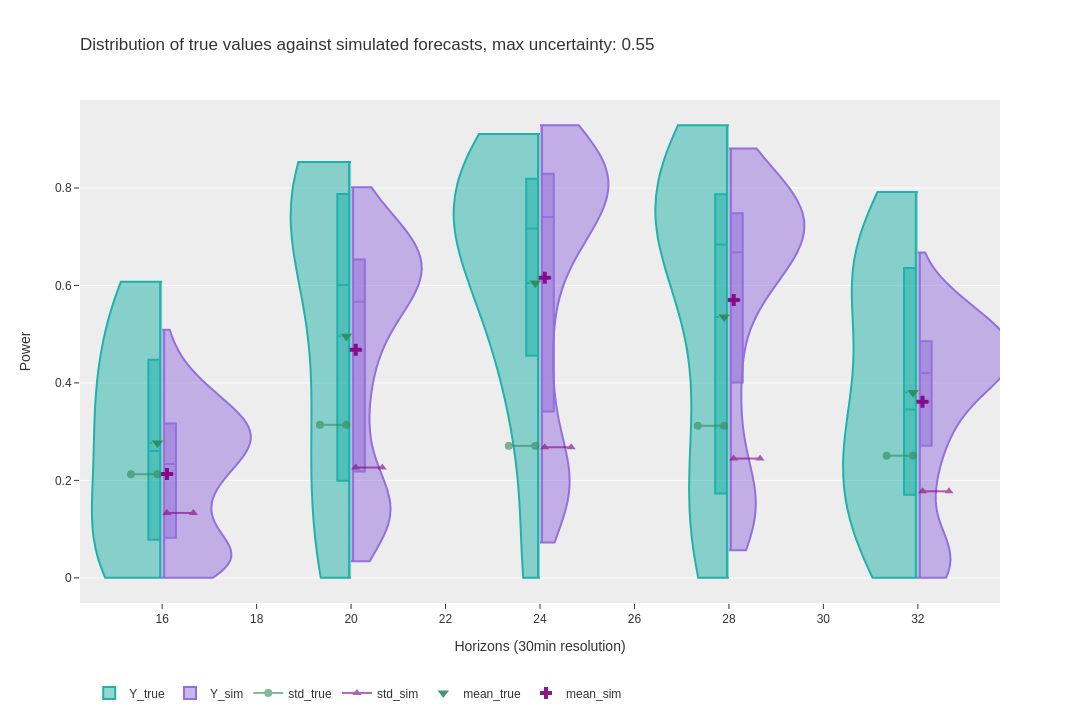 Distribution of true values against simulated forecasts, max uncertainty: 0.55
Power
0.8
0.6
0.4
0.2
0
16 18 20 22 24 26 28 30 32
Horizons (30min resolution)
Y_true Y_sim std_true std_sim mean_true mean_sim